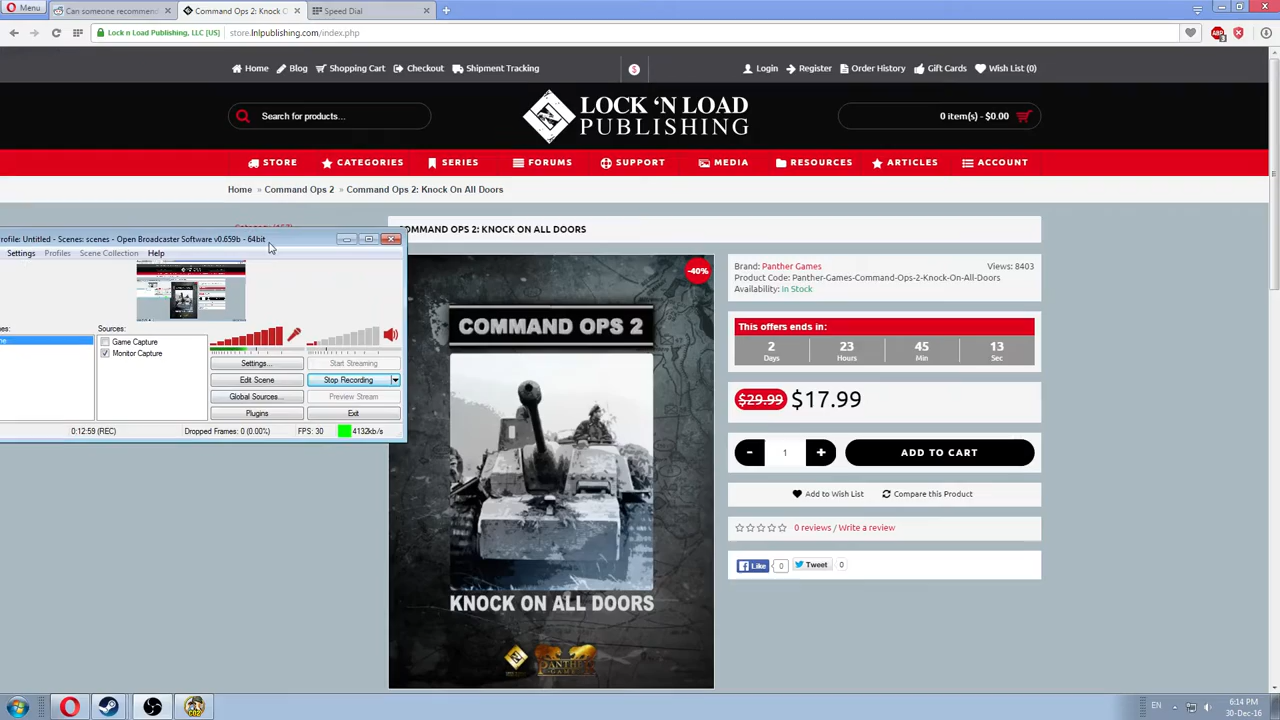 Menu
Can someone recommend
Command Ops 2: Knock O
Speed Dial
Lock n Load Publishing, LLC [US]
store.lnlpublishing.com/index.php
Home
Blog
Shopping Cart
Checkout
Shipment Tracking
$
Login
Register
Order History
Gift Cards
Wish List (0)
Search for products...
LOCK 'N LOAD
PUBLISHING
0 item(s) - $0.00
STORE
CATEGORIES
SERIES
FORUMS
SUPPORT
MEDIA
RESOURCES
ARTICLES
ACCOUNT
Home » Command Ops 2 » Command Ops 2: Knock On All Doors
COMMAND OPS 2: KNOCK ON ALL DOORS
rofile: Untitled - Scenes: scenes - Open Broadcaster Software v0.659b - 64bit
Settings Profiles Scene Collection Help
Sources:
Game Capture
Monitor Capture
Settings...
Start Streaming
Edit Scene
Stop Recording
Global Sources...
Preview Stream
Plugins
Exit
0:12:59 (REC)
Dropped Frames: 0 (0.00%)
FPS: 30
4132kb/s
-40%
COMMAND OPS 2
KNOCK ON ALL DOORS
PANTHER
GAMES
Brand: Panther Games
Views: 8403
Product Code: Panther-Games-Command-Ops-2-Knock-On-All-Doors
Availability: In Stock
This offers ends in:
2 23 45 13
Days Hours Min Sec
$29.99 $17.99
- 1 +
ADD TO CART
Add to Wish List
Compare this Product
0 reviews / Write a review
Like 0
Tweet 0
EN
6:14 PM
30-Dec-16